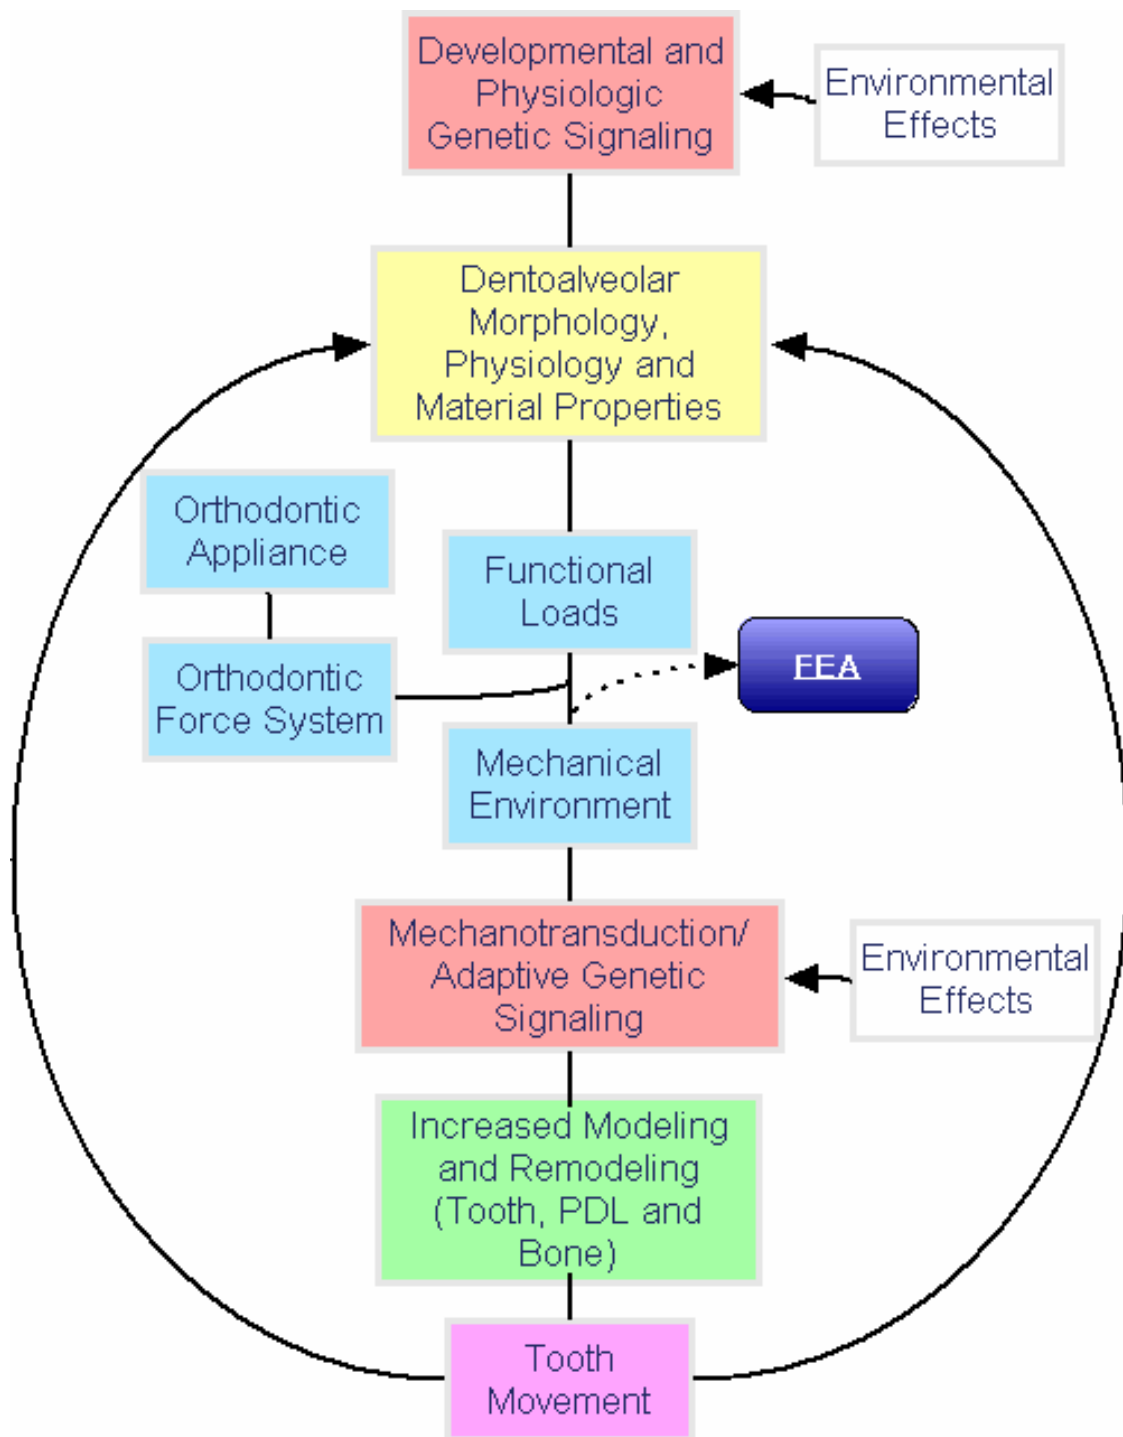 Developmental and
Physiologic
Genetic Signaling
Environmental
Effects
Dentoalveolar
Morphology,
Physiology and
Material Properties
Orthodontic
Appliance
Functional
Loads
Orthodontic
Force System
FEA
Mechanical
Environment
Mechanotransduction/
Adaptive Genetic
Signaling
Environmental
Effects
Increased Modeling
and Remodeling
(Tooth, PDL and
Bone)
Tooth
Movement